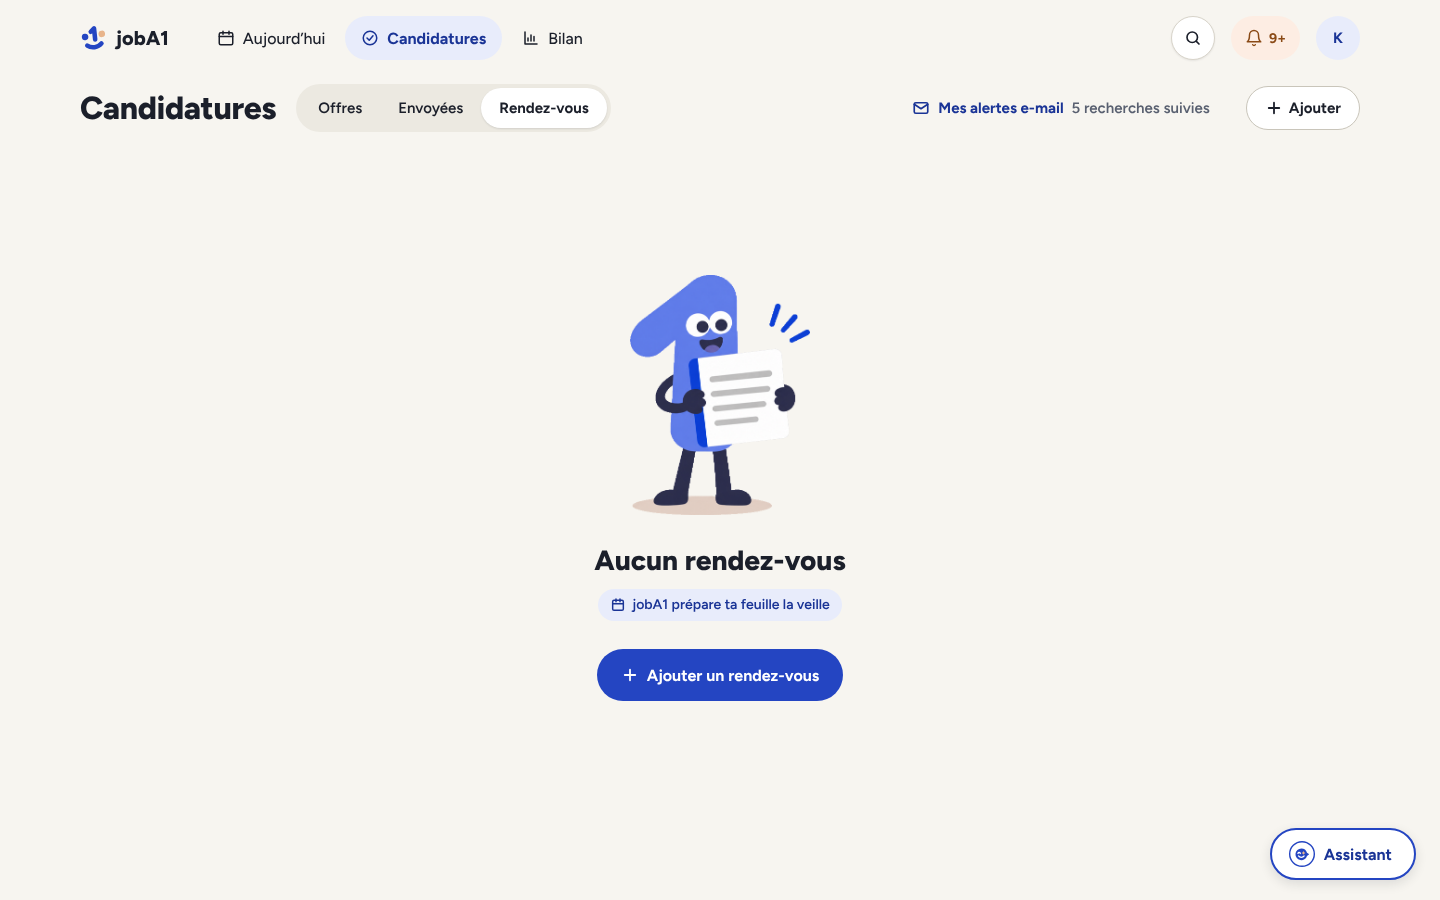 jobA1
Aujourd'hui
Candidatures
Bilan
9+
K
Candidatures
Offres
Envoyées
Rendez-vous
Mes alertes e-mail 5 recherches suivies
Ajouter
Aucun rendez-vous
jobA1 prépare ta feuille la veille
Ajouter un rendez-vous
Assistant